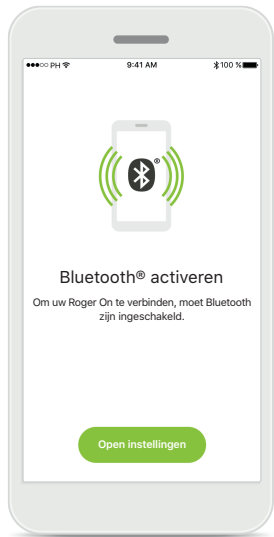 ●●●○○ PH 9:41 AM 100 %
®
Bluetooth® activeren
Om uw Roger On te verbinden, moet Bluetooth
zijn ingeschakeld.
Open instellingen